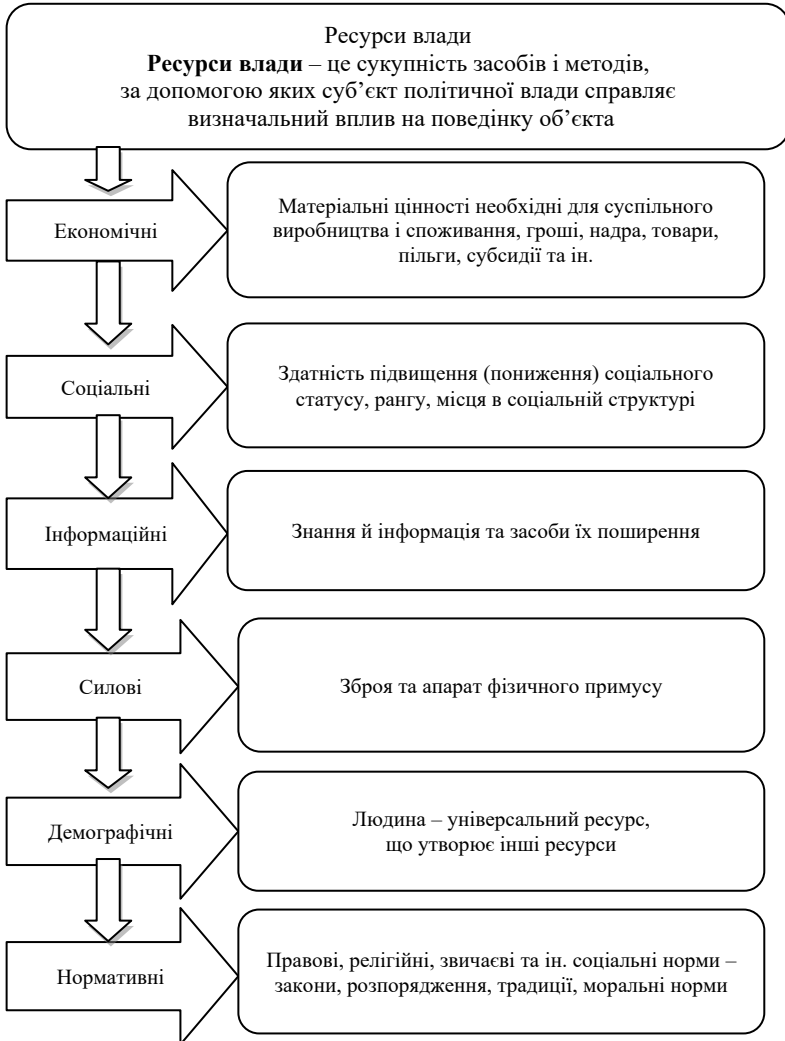 Ресурси влади
Ресурси влади – це сукупність засобів і методів,
за допомогою яких суб’єкт політичної влади справляє
визначальний вплив на поведінку об’єкта
Економічні
Матеріальні цінності необхідні для суспільного
виробництва і споживання, гроші, надра, товари,
пільги, субсидії та ін.
Соціальні
Здатність підвищення (пониження) соціального
статусу, рангу, місця в соціальній структурі
Інформаційні
Знання й інформація та засоби їх поширення
Силові
Зброя та апарат фізичного примусу
Демографічні
Людина – універсальний ресурс,
що утворює інші ресурси
Нормативні
Правові, релігійні, звичаєві та ін. соціальні норми –
закони, розпорядження, традиції, моральні норми